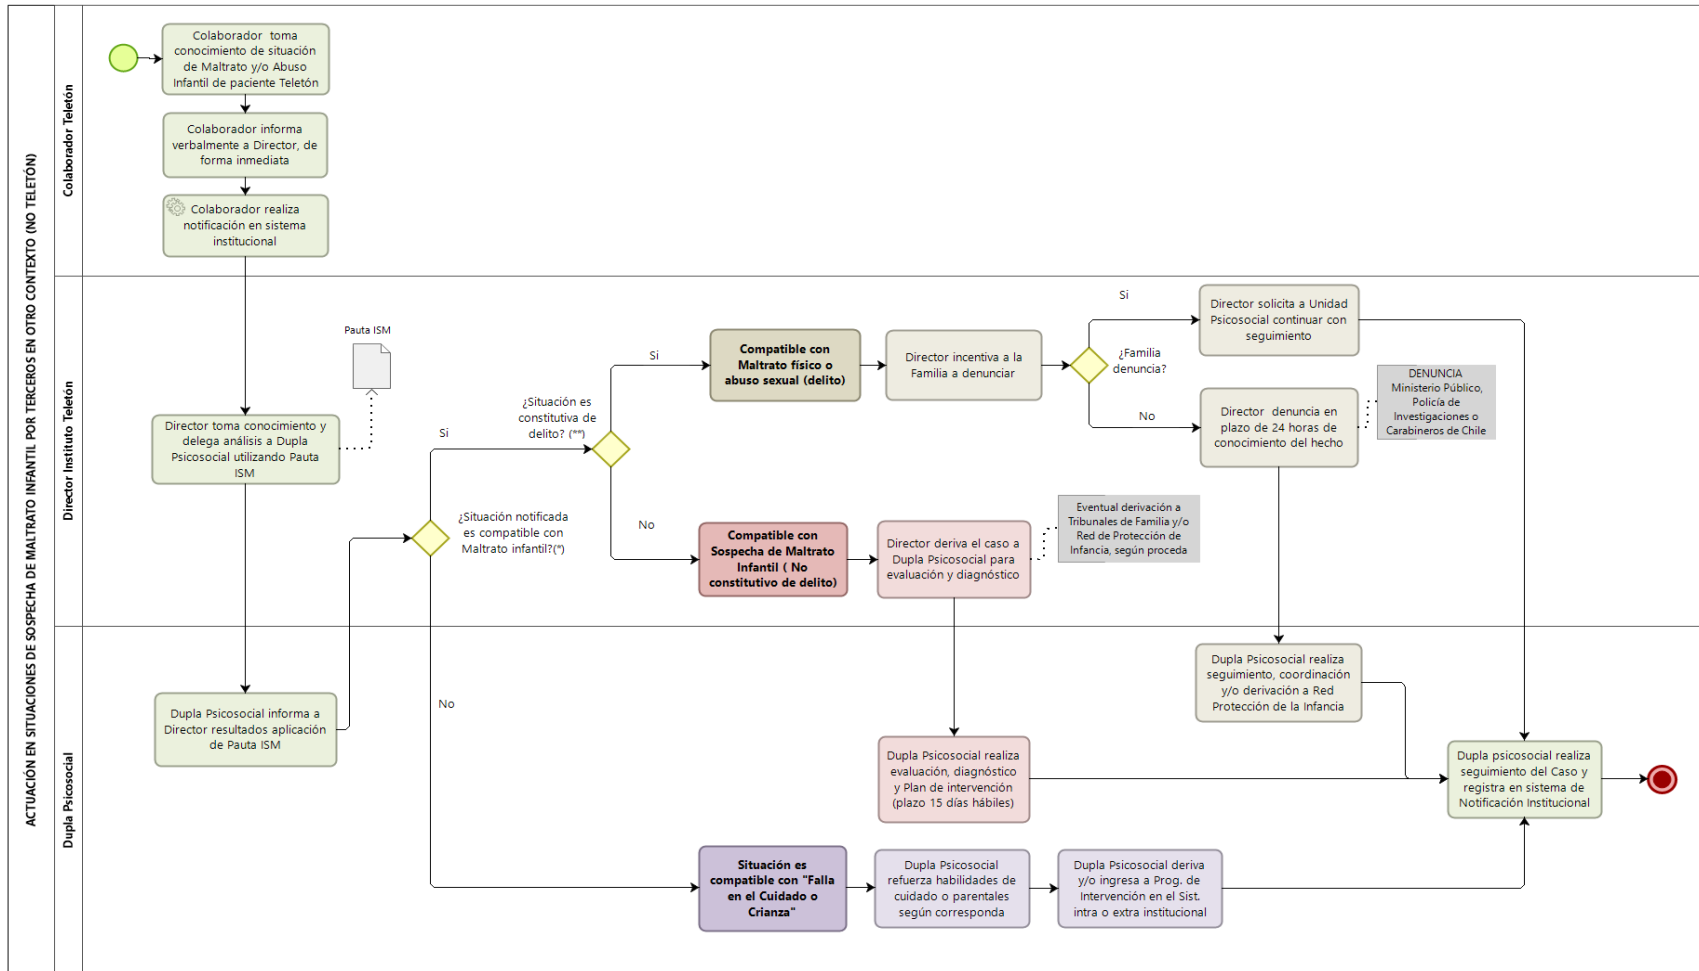 ACTUACIÓN EN SITUACIONES DE SOSPECHA DE MALTRATO INFANTIL POR TERCEROS EN OTRO CONTEXTO (NO TELETÓN)
Colaborador Teletón
Colaborador toma
conocimiento de situación
de Maltrato y/o Abuso
Infantil de paciente Teletón
Colaborador informa
verbalmente a Director, de
forma inmediata
Colaborador realiza
notificación en sistema
institucional
Director Instituto Teletón
Pauta ISM
Director toma conocimiento y
delega análisis a Dupla
Psicosocial utilizando Pauta
ISM
¿Situación notificada
es compatible con
Maltrato infantil?(*)
Si
No
¿Situación es
constitutiva de
delito? (**)
Si
No
Compatible con
Maltrato físico o
abuso sexual (delito)
Director incentiva a la
Familia a denunciar
¿Familia
denuncia?
Si
No
Director solicita a Unidad
Psicosocial continuar con
seguimiento
Director denuncia en
plazo de 24 horas de
conocimiento del hecho
DENUNCIA
Ministerio Público,
Policía de
Investigaciones o
Carabineros de Chile
Compatible con
Sospecha de Maltrato
Infantil ( No
constitutivo de delito)
Director deriva el caso a
Dupla Psicosocial para
evaluación y diagnóstico
Eventual derivación a
Tribunales de Familia y/o
Red de Protección de
Infancia, según proceda
Dupla Psicosocial
Dupla Psicosocial informa a
Director resultados aplicación
de Pauta ISM
Dupla Psicosocial realiza
seguimiento, coordinación
y/o derivación a Red
Protección de la Infancia
Dupla Psicosocial realiza
evaluación, diagnóstico
y Plan de intervención
(plazo 15 días hábiles)
Dupla psicosocial realiza
seguimiento del Caso y
registra en sistema de
Notificación Institucional
Situación es
compatible con "Falla
en el Cuidado o
Crianza"
Dupla Psicosocial
refuerza habilidades de
cuidado o parentales
según corresponda
Dupla Psicosocial deriva
y/o ingresa a Prog. de
Intervención en el Sist.
intra o extra institucional